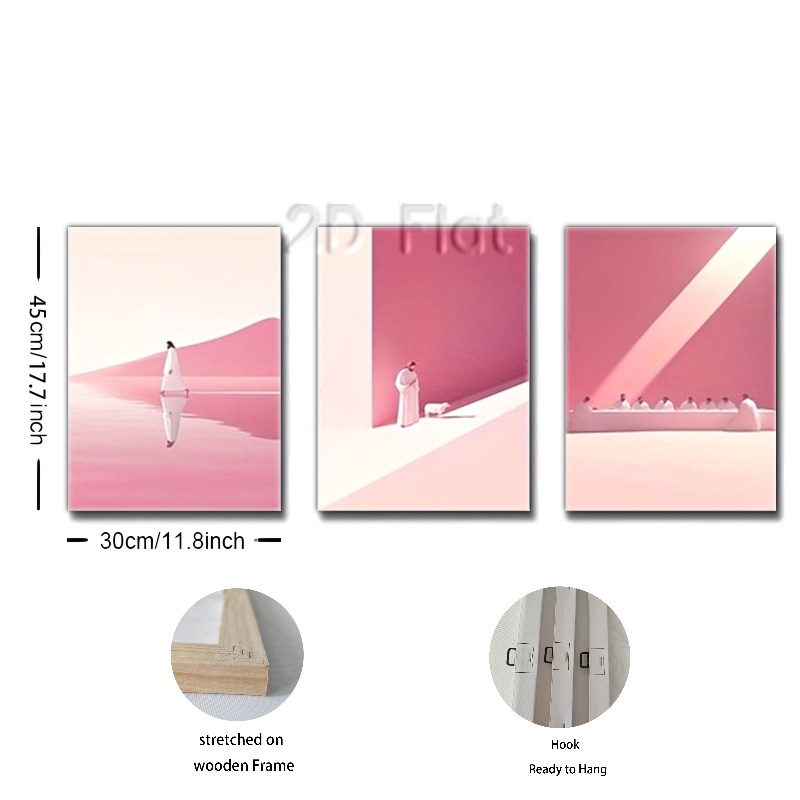 2D Flat
45cm/17.7inch
30cm/11.8inch
stretched on
wooden Frame
Hook
Ready to Hang